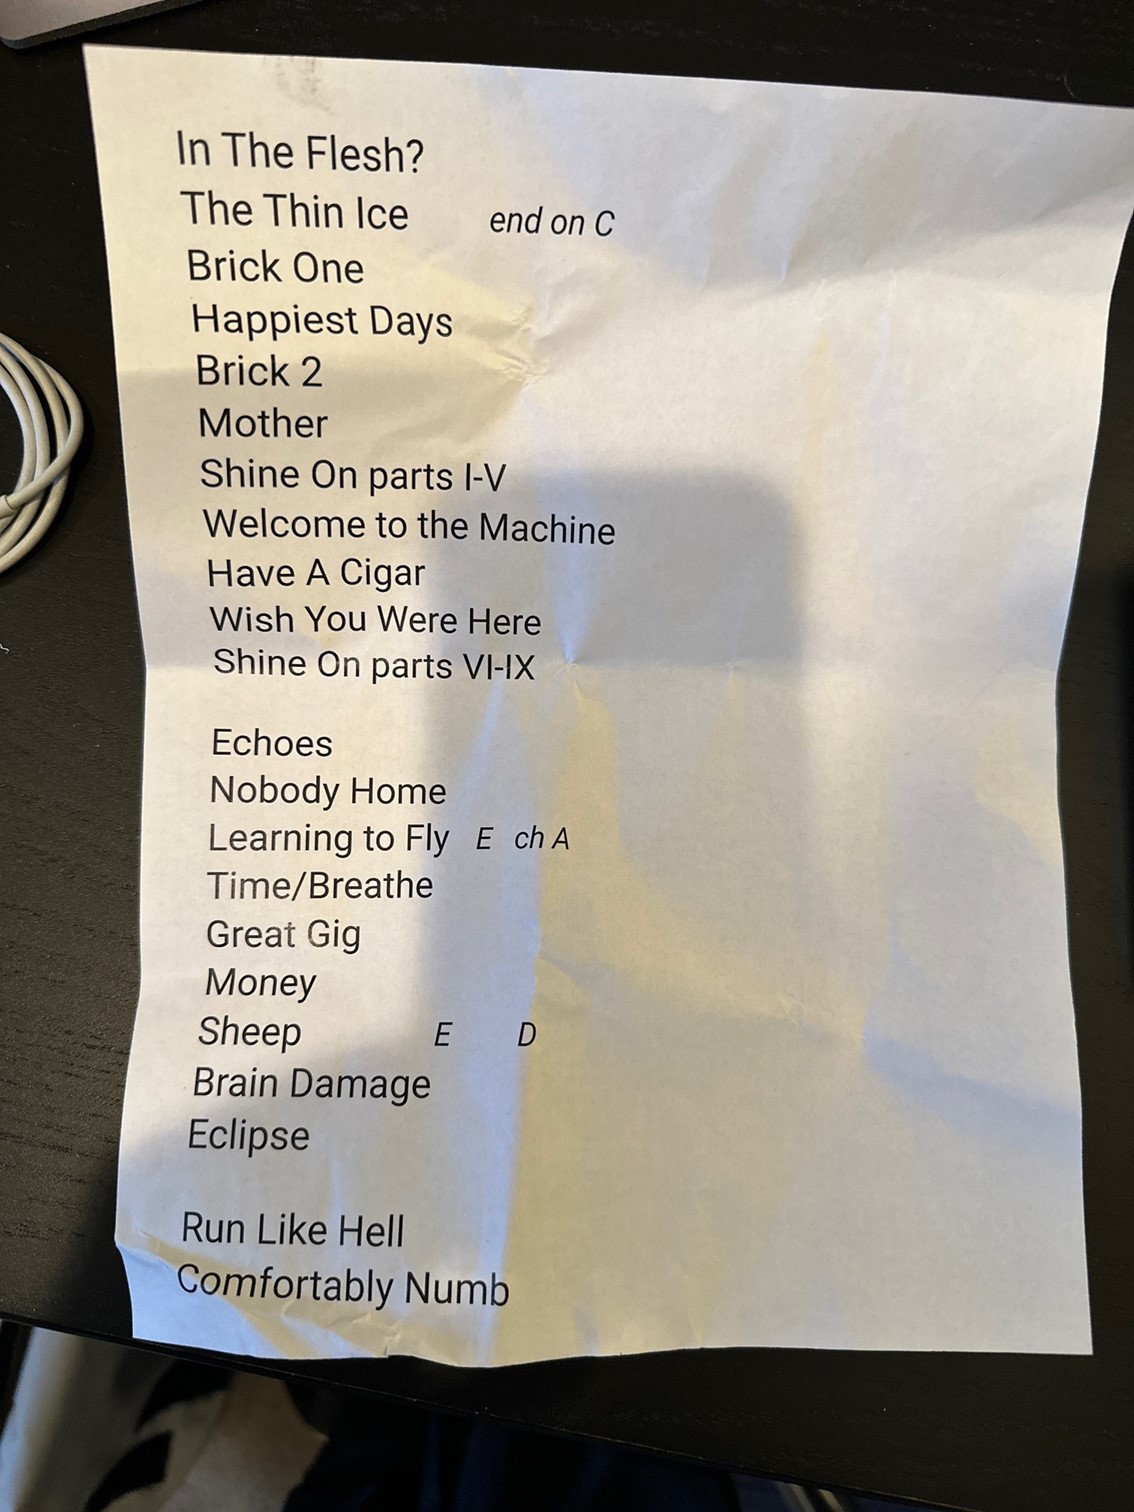 In The Flesh?
The Thin Ice end on C
Brick One
Happiest Days
Brick 2
Mother
Shine On parts I-V
Welcome to the Machine
Have A Cigar
Wish You Were Here
Shine On parts VI-IX
Echoes
Nobody Home
Learning to Fly E ch A
Time/Breathe
Great Gig
Money
Sheep E D
Brain Damage
Eclipse
Run Like Hell
Comfortably Numb